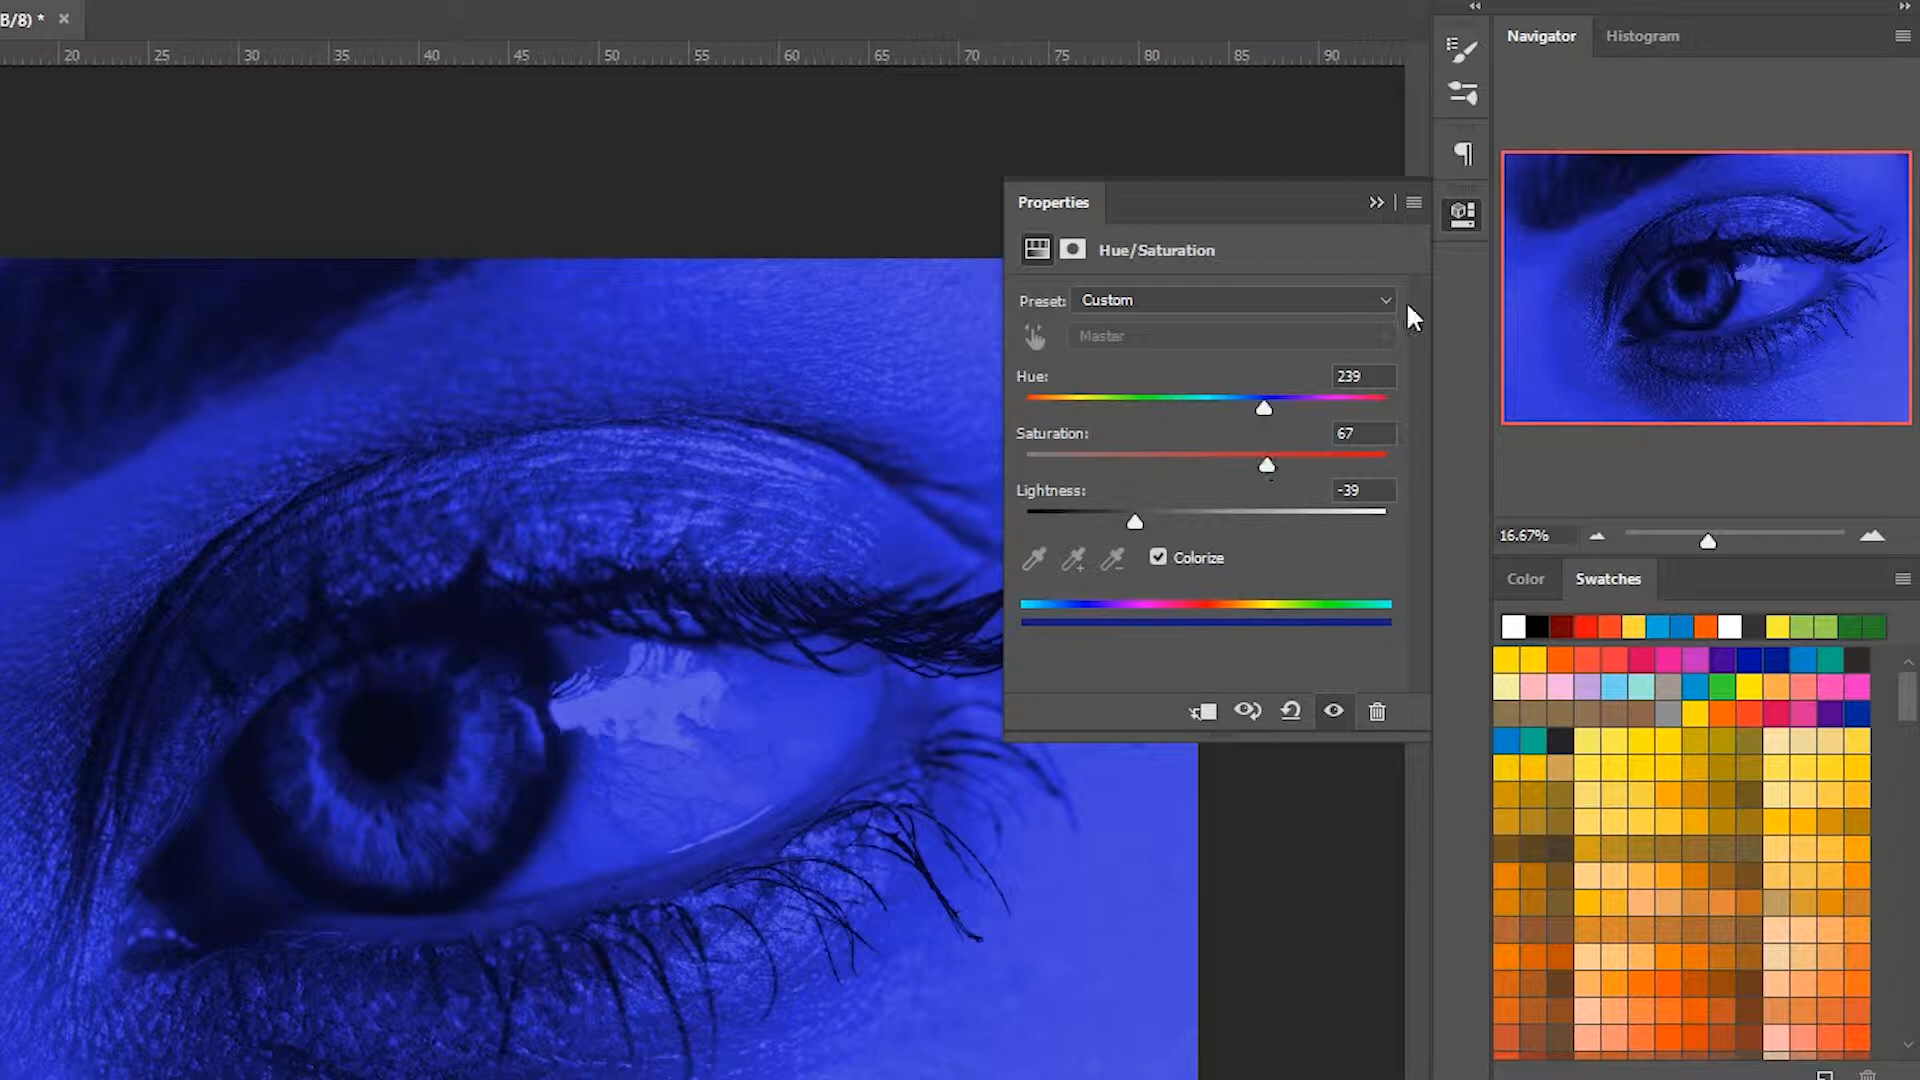 B/8) *
20 25 30 35 40 45 50 55 60 65 70 75 80 85 90
Navigator Histogram
Properties
Hue/Saturation
Preset: Custom
Master
Hue: 239
Saturation: 67
Lightness: -39
Colorize
16.67%
Color Swatches